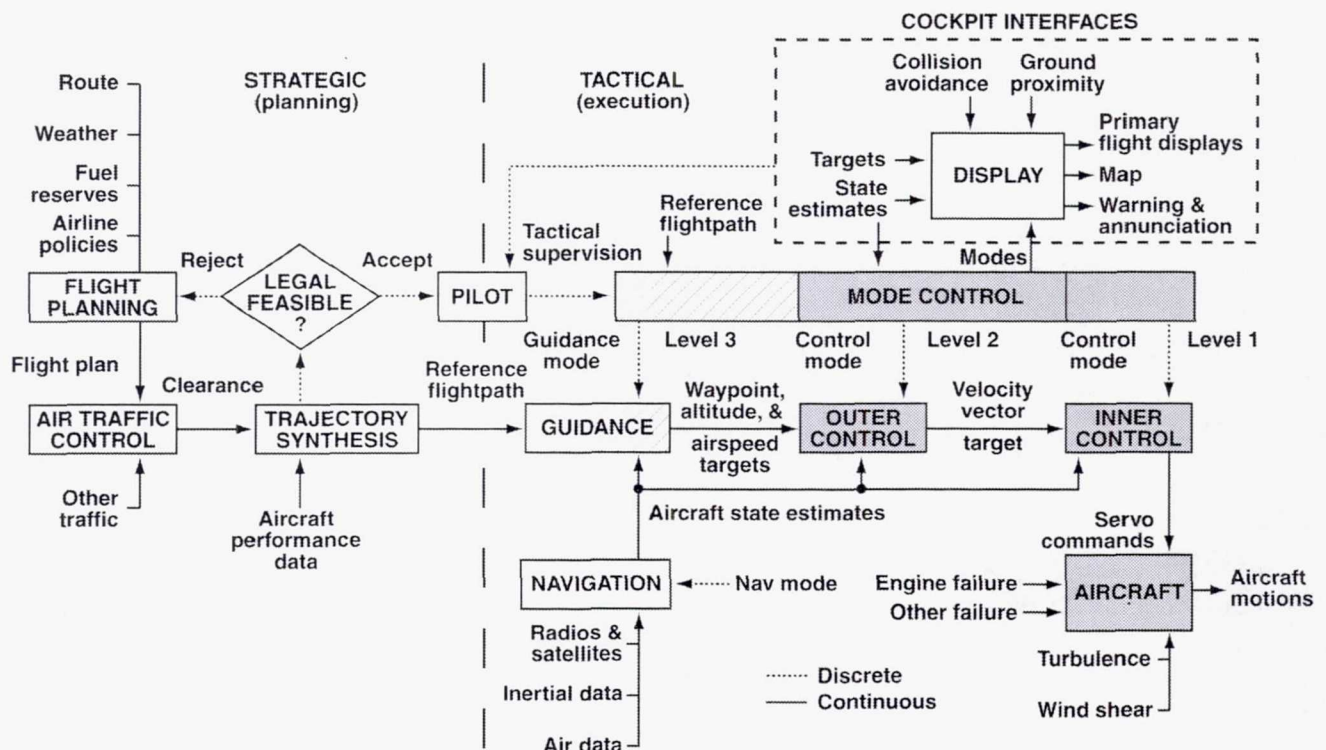 COCKPIT INTERFACES
Route
STRATEGIC
(planning)
TACTICAL
(execution)
Collision
avoidance
Ground
proximity
Weather
Fuel
reserves
Airline
policies
Targets
State
estimates
DISPLAY
Primary
flight displays
Map
Warning &
annunciation
Reference
flightpath
Tactical
supervision
Modes
Reject
Accept
FLIGHT
PLANNING
LEGAL
FEASIBLE
?
PILOT
MODE CONTROL
Guidance
mode
Level 3
Control
mode
Level 2
Control
mode
Level 1
Flight plan
Clearance
Reference
flightpath
Waypoint,
altitude, &
airspeed
targets
Velocity
vector
target
AIR TRAFFIC
CONTROL
TRAJECTORY
SYNTHESIS
GUIDANCE
OUTER
CONTROL
INNER
CONTROL
Other
traffic
Aircraft
performance
data
Aircraft state estimates
Servo
commands
NAVIGATION
Nav mode
Engine failure
Other failure
AIRCRAFT
Aircraft
motions
Radios &
satellites
Inertial data
Air data
Discrete
Continuous
Turbulence
Wind shear